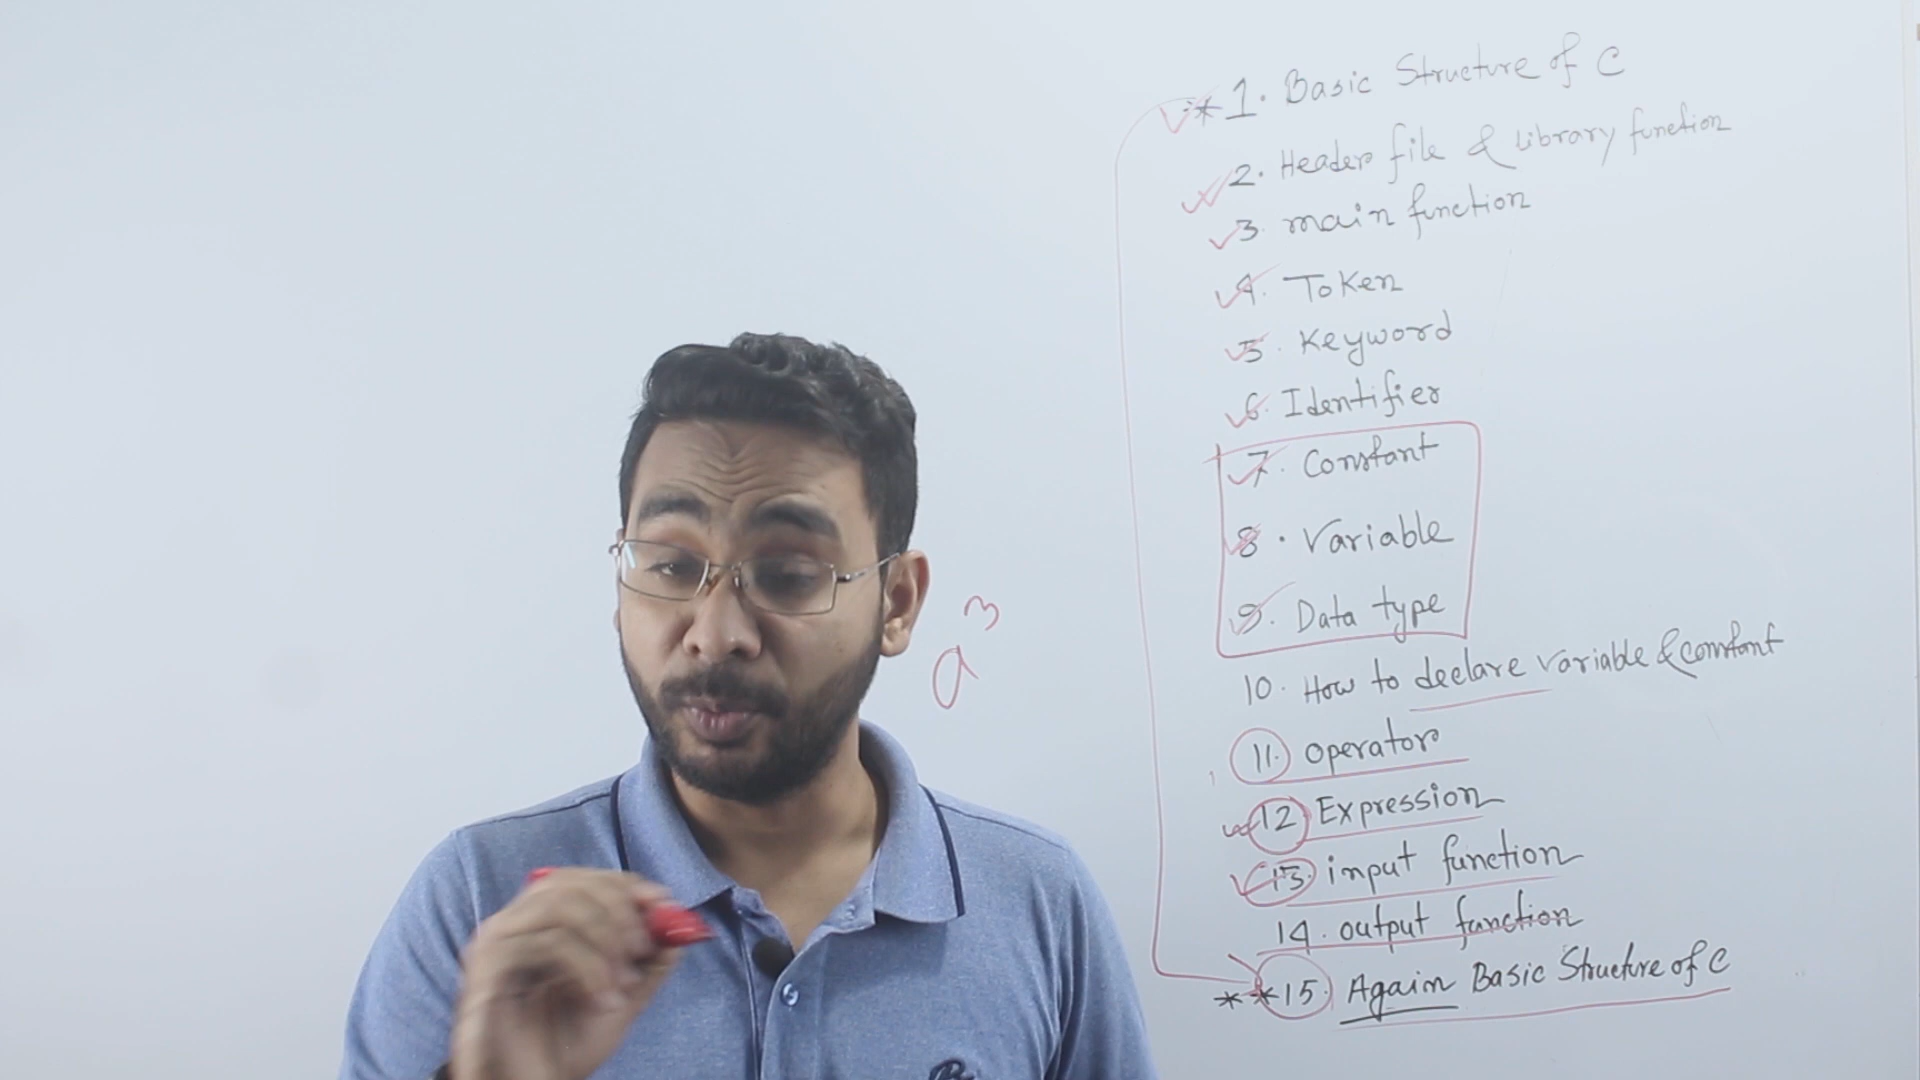 * 1. Basic Structure of C
2. Header file & Library function
3. main function
4. Token
5. Keyword
6. Identifier
7. Constant
8. Variable
9. Data type
10. How to declare variable & constant
11. operator
12 Expression
13. input function
14. output function
** 15. Again Basic Structure of C
a³